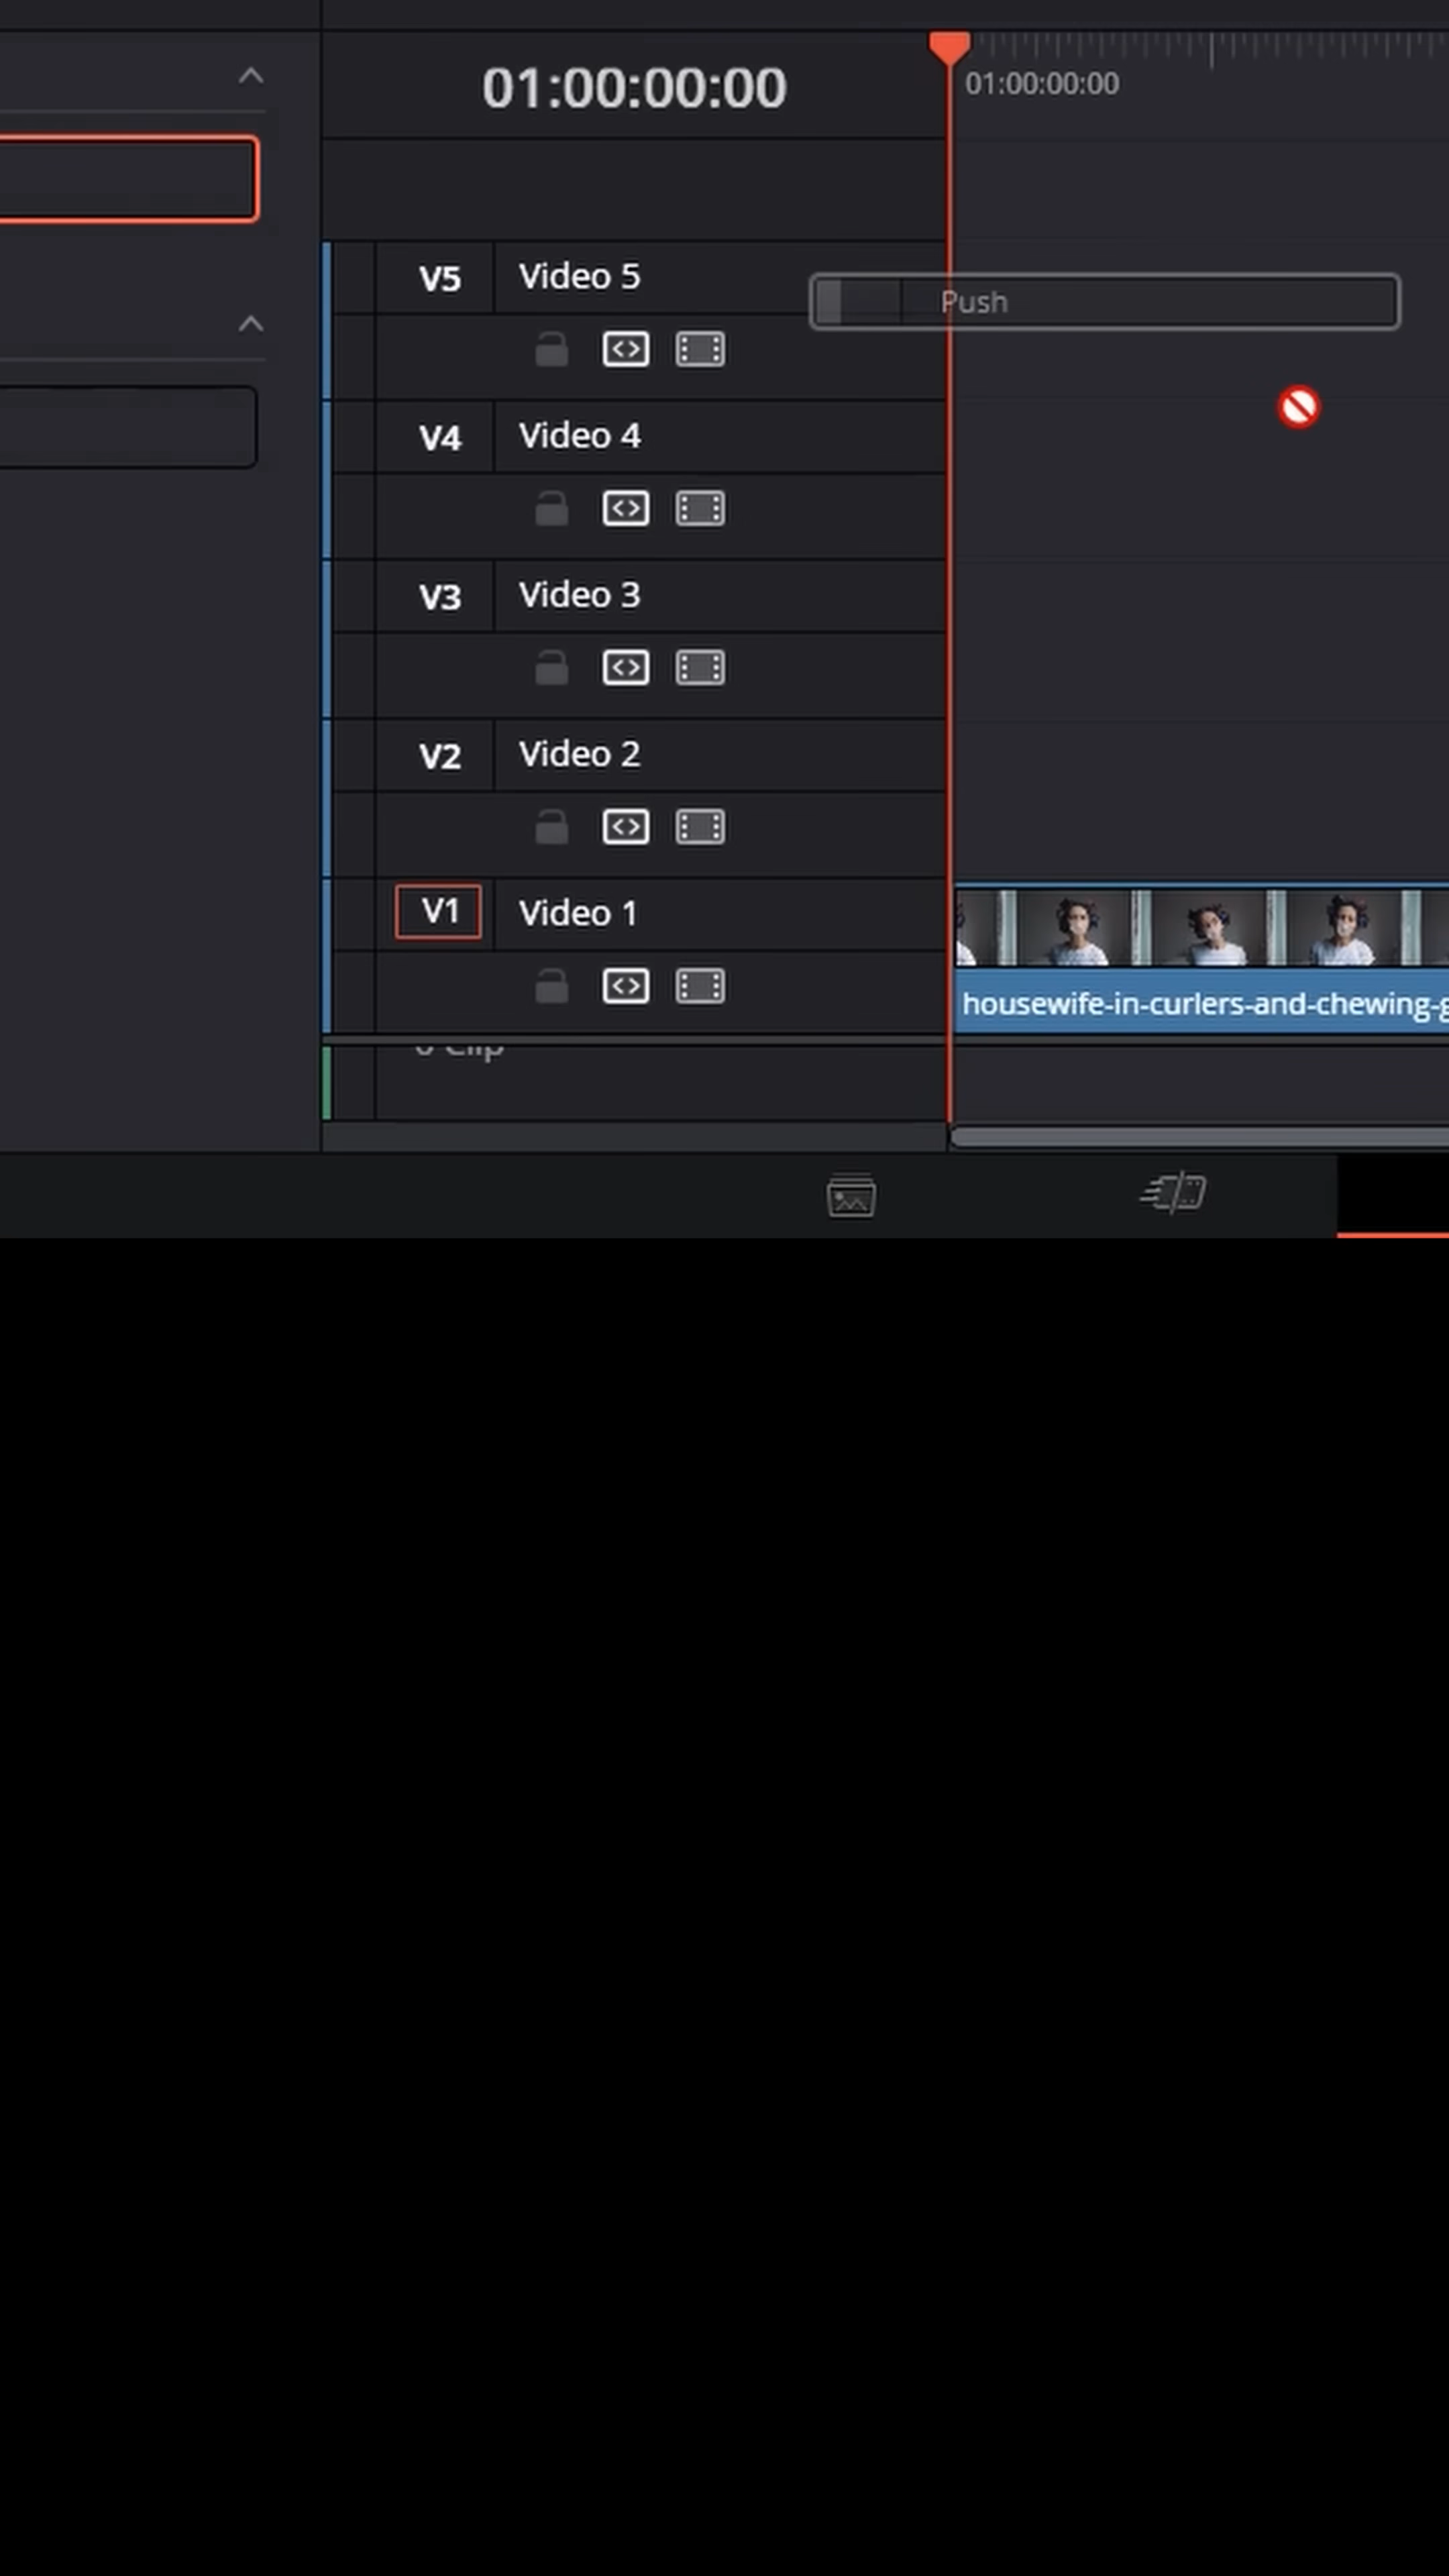 01:00:00:00
01:00:00:00
V5 Video 5
Push
V4 Video 4
V3 Video 3
V2 Video 2
V1 Video 1
housewife-in-curlers-and-chewing-g
Clip